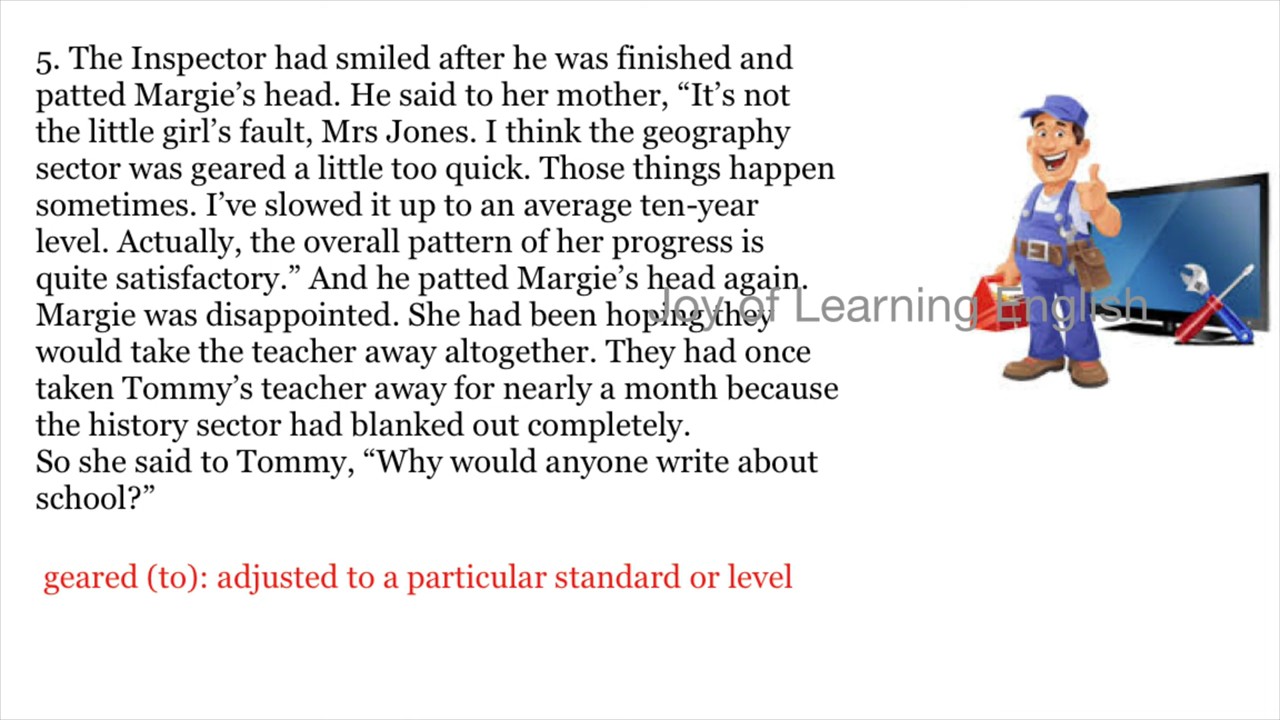 5. The Inspector had smiled after he was finished and
patted Margie’s head. He said to her mother, “It’s not
the little girl’s fault, Mrs Jones. I think the geography
sector was geared a little too quick. Those things happen
sometimes. I’ve slowed it up to an average ten-year
level. Actually, the overall pattern of her progress is
quite satisfactory.” And he patted Margie’s head again.
Margie was disappointed. She had been hoping they
would take the teacher away altogether. They had once
taken Tommy’s teacher away for nearly a month because
the history sector had blanked out completely.
So she said to Tommy, “Why would anyone write about
school?”
geared (to): adjusted to a particular standard or level
Joy of Learning English